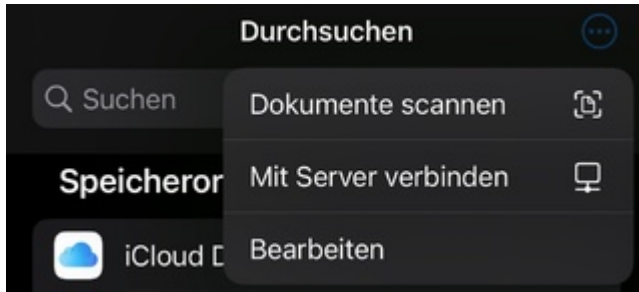 Durchsuchen
Suchen
Dokumente scannen
Speicheror
Mit Server verbinden
iCloud D
Bearbeiten